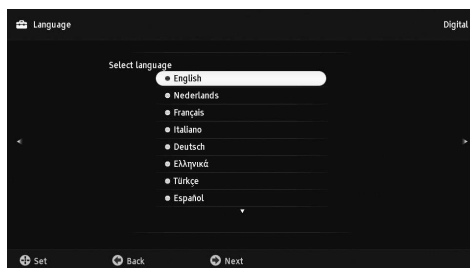 Language
Digital
Select language
English
Nederlands
Français
Italiano
Deutsch
Ελληνικά
Türkçe
Español
Set
Back
Next